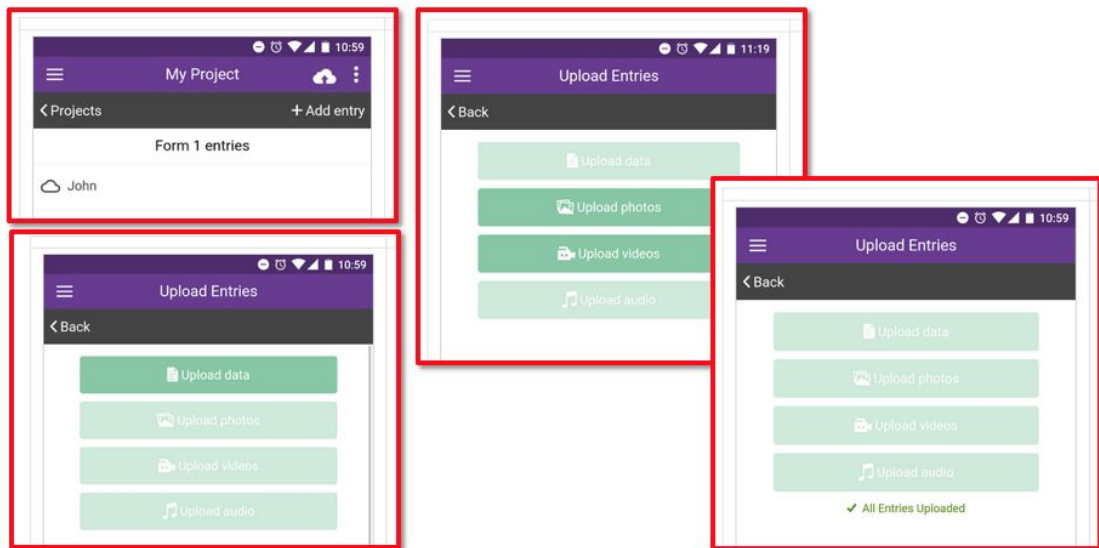 10:59
My Project
Projects
+ Add entry
Form 1 entries
John
10:59
Upload Entries
Back
Upload data
Upload photos
Upload videos
Upload audio
11:19
Upload Entries
Back
Upload data
Upload photos
Upload videos
Upload audio
10:59
Upload Entries
Back
Upload data
Upload photos
Upload videos
Upload audio
All Entries Uploaded